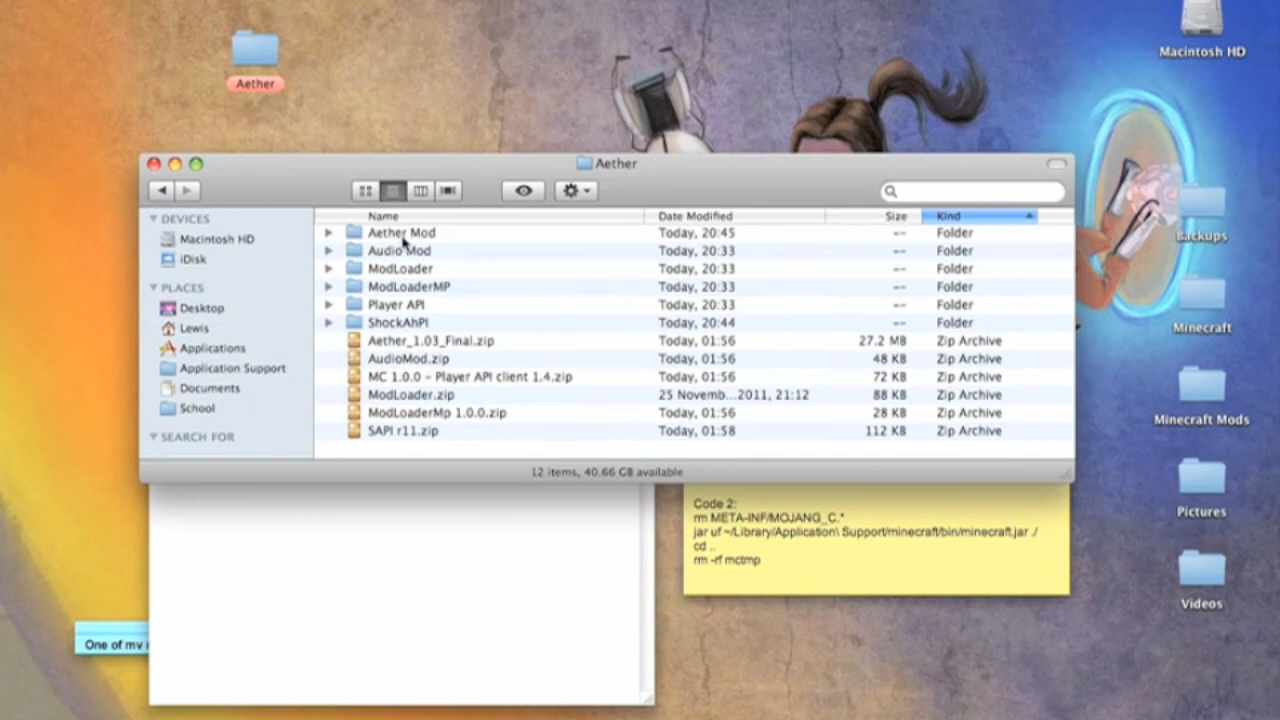 Macintosh HD
Aether
Aether
DEVICES
Macintosh HD
iDisk
PLACES
Desktop
Lewis
Applications
Application Support
Documents
School
SEARCH FOR
Name Date Modified Size Kind
Aether Mod Today, 20:45 -- Folder
Audio Mod Today, 20:33 -- Folder
ModLoader Today, 20:33 -- Folder
ModLoaderMP Today, 20:33 -- Folder
Player API Today, 20:33 -- Folder
ShockAhPI Today, 20:44 -- Folder
Aether_1.03_Final.zip Today, 01:56 27.2 MB Zip Archive
AudioMod.zip Today, 01:56 48 KB Zip Archive
MC 1.0.0 - Player API client 1.4.zip Today, 01:56 72 KB Zip Archive
ModLoader.zip 25 Novemb...2011, 21:12 88 KB Zip Archive
ModLoaderMp 1.0.0.zip Today, 01:56 28 KB Zip Archive
SAPI r11.zip Today, 01:58 112 KB Zip Archive
12 items, 40.66 GB available
Backups
Minecraft
Minecraft Mods
Pictures
Videos
Code 2:
rm META-INF/MOJANG_C.*
jar uf ~/Library/Application\ Support/minecraft/bin/minecraft.jar ./
cd ..
rm -rf mctmp
One of my